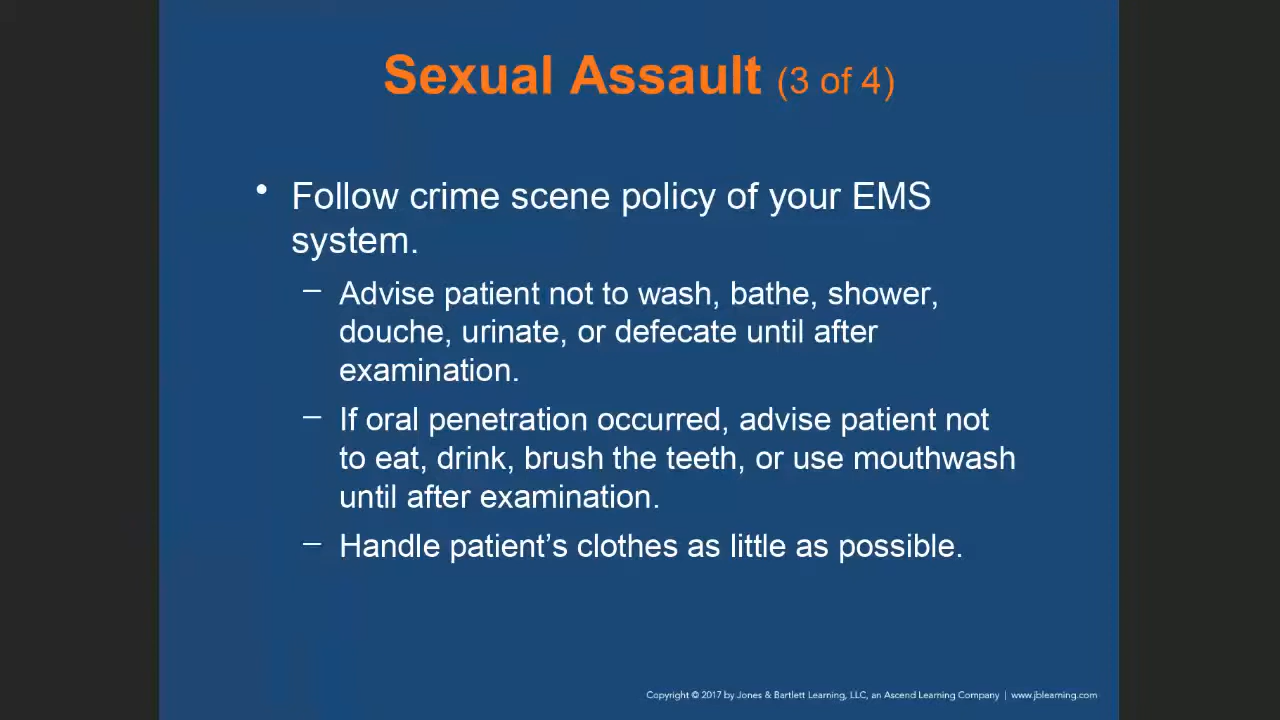 Sexual Assault (3 of 4)
• Follow crime scene policy of your EMS
system.
– Advise patient not to wash, bathe, shower,
douche, urinate, or defecate until after
examination.
– If oral penetration occurred, advise patient not
to eat, drink, brush the teeth, or use mouthwash
until after examination.
– Handle patient’s clothes as little as possible.
Copyright © 2017 by Jones & Bartlett Learning, LLC, an Ascend Learning Company | www.jblearning.com